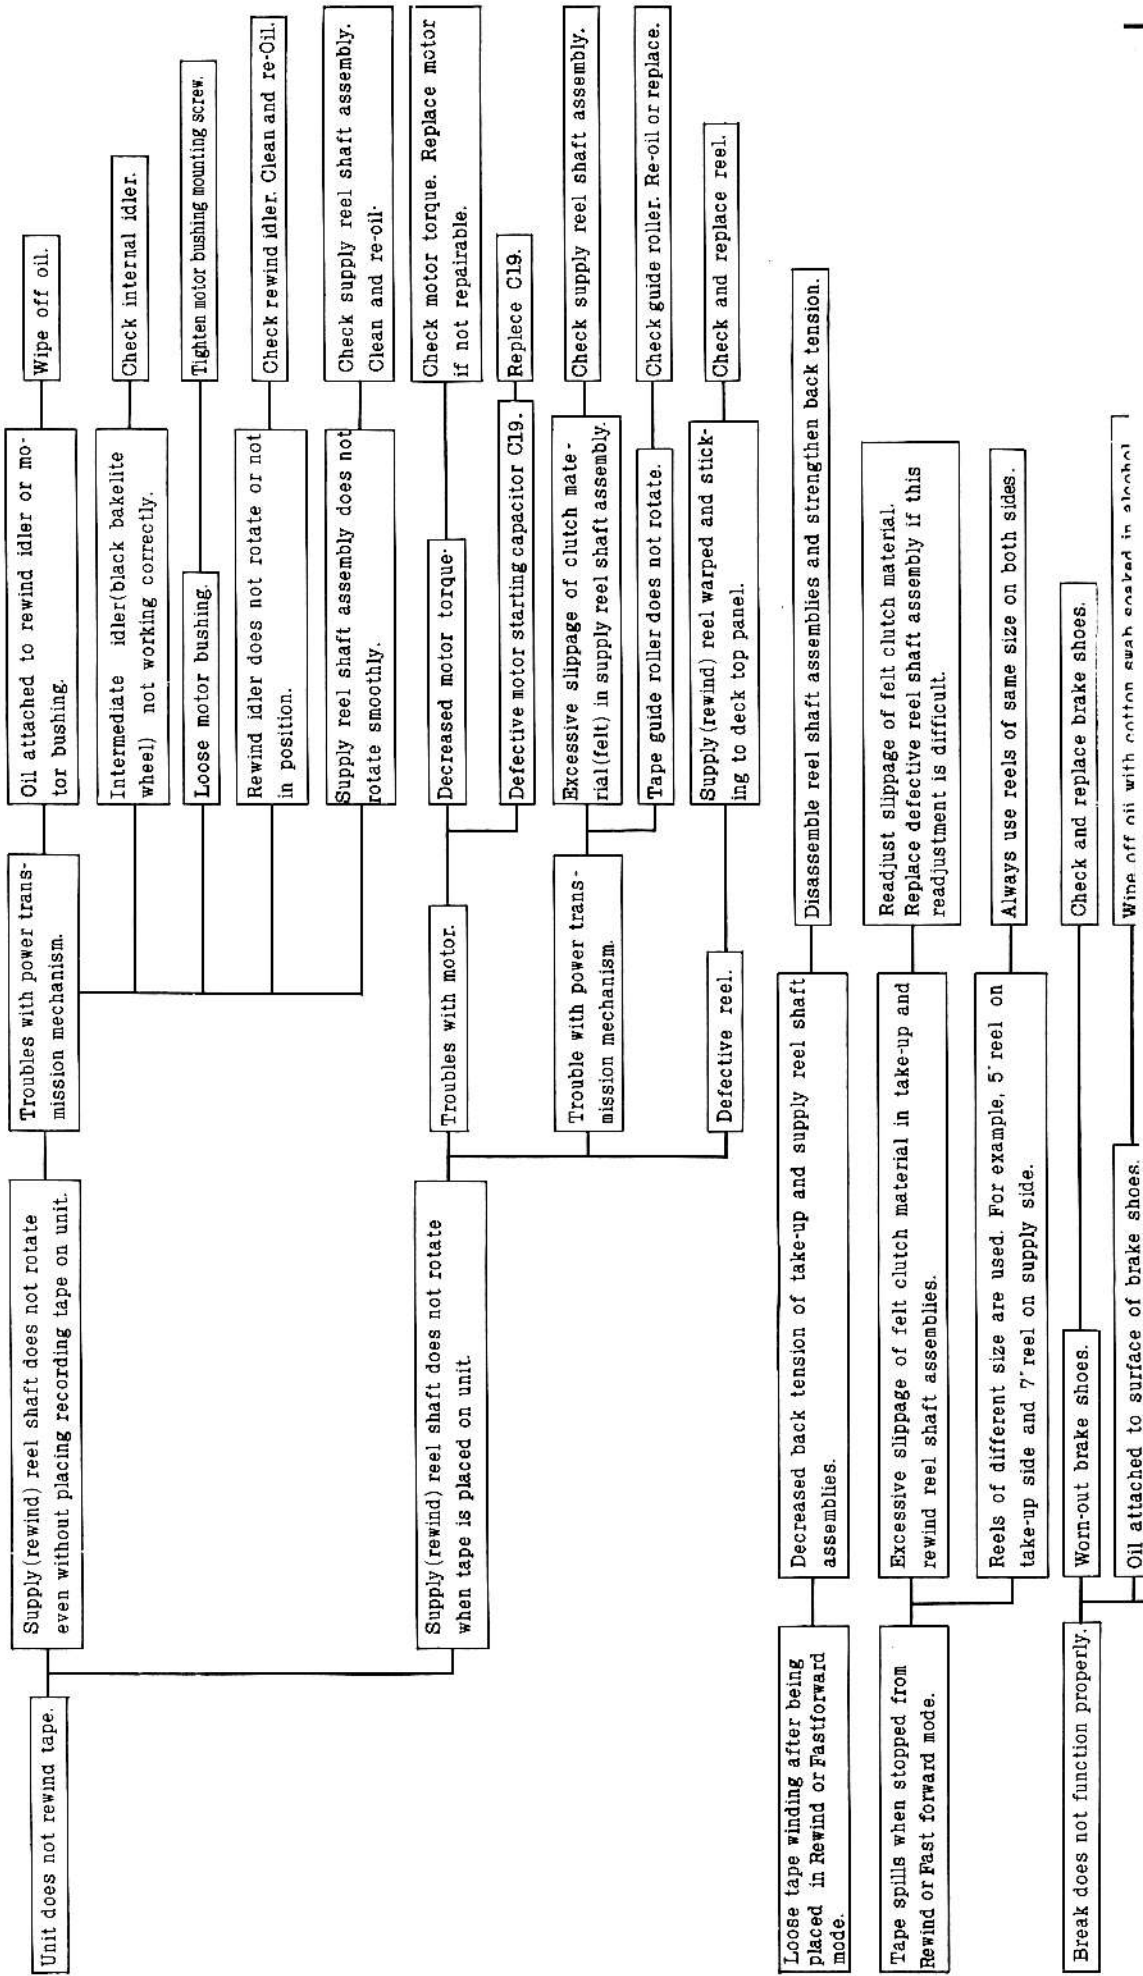 Unit does not rewind tape.
Supply(rewind) reel shaft does not rotate
even without placing recording tape on unit.
Troubles with power trans-
mission mechanism.
Oil attached to rewind idler or mo-
tor bushing.
Wipe off oil.
Intermediate idler(black bakelite
wheel) not working correctly.
Check internal idler.
Loose motor bushing.
Tighten motor bushing mounting screw.
Rewind idler does not rotate or not
in position.
Check rewind idler. Clean and re-Oil.
Supply reel shaft assembly does not
rotate smoothly.
Check supply reel shaft assembly.
Clean and re-oil.
Supply(rewind) reel shaft does not rotate
when tape is placed on unit.
Troubles with motor.
Decreased motor torque.
Check motor torque. Replace motor
if not repairable.
Defective motor starting capacitor C19.
Replece C19.
Trouble with power trans-
mission mechanism.
Excessive slippage of clutch mate-
rial(felt) in supply reel shaft assembly.
Check supply reel shaft assembly.
Tape guide roller does not rotate.
Check guide roller. Re-oil or replace.
Defective reel.
Supply(rewind) reel warped and stick-
ing to deck top panel.
Check and replace reel.
Loose tape winding after being
placed in Rewind or Fastforward
mode.
Decreased back tension of take-up and supply reel shaft
assemblies.
Disassemble reel shaft assemblies and strengthen back tension.
Tape spills when stopped from
Rewind or Fast forward mode.
Excessive slippage of felt clutch material in take-up and
rewind reel shaft assemblies.
Readjust slippage of felt clutch material.
Replace defective reel shaft assembly if this
readjustment is difficult.
Reels of different size are used. For example, 5" reel on
take-up side and 7" reel on supply side.
Always use reels of same size on both sides.
Break does not function properly.
Worn-out brake shoes.
Check and replace brake shoes.
Oil attached to surface of brake shoes.
Wipe off oil with cotton swab soaked in alcohol